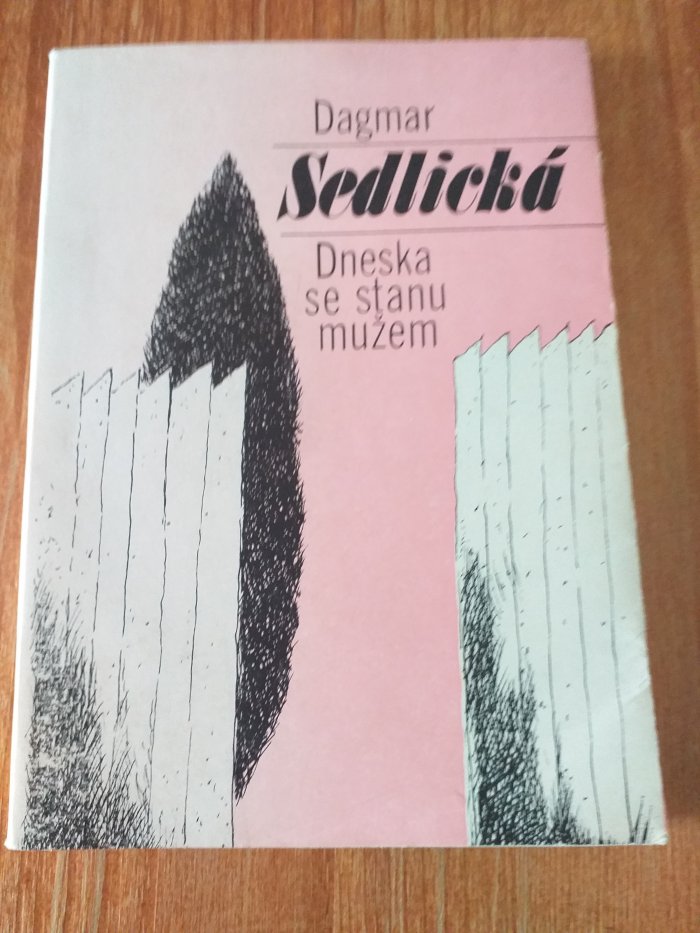 Dagmar
Sedlická
Dneska
se stanu
mužem